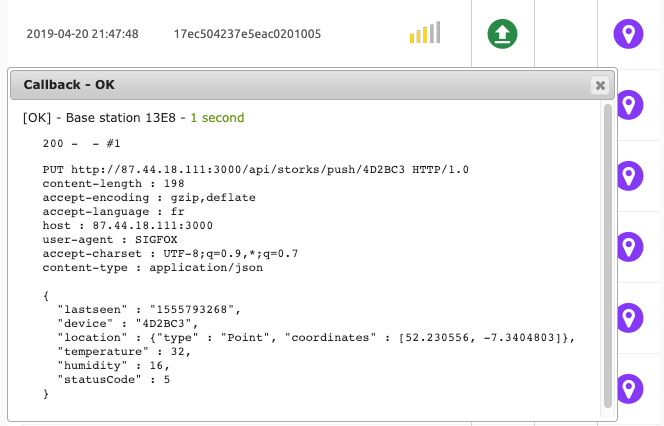 2019-04-20 21:47:48 17ec504237e5eac0201005
Callback - OK
[OK] - Base station 13E8 - 1 second
200 -  - #1
PUT http://87.44.18.111:3000/api/storks/push/4D2BC3 HTTP/1.0
content-length : 198
accept-encoding : gzip,deflate
accept-language : fr
host : 87.44.18.111:3000
user-agent : SIGFOX
accept-charset : UTF-8;q=0.9,*;q=0.7
content-type : application/json
{
"lastseen" : "1555793268",
"device" : "4D2BC3",
"location" : {"type" : "Point", "coordinates" : [52.230556, -7.3404803]},
"temperature" : 32,
"humidity" : 16,
"statusCode" : 5
}